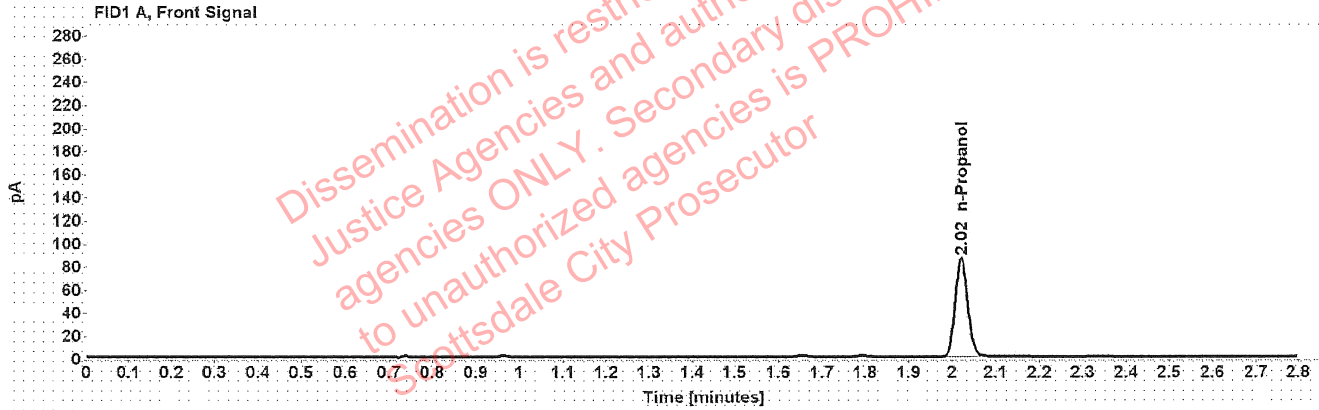 FID1 A, Front Signal
280
260
240
220
200
180
160
140
120
100
80
60
40
20
0
pA
2.02 n-Propanol
0 0.1 0.2 0.3 0.4 0.5 0.6 0.7 0.8 0.9 1 1.1 1.2 1.3 1.4 1.5 1.6 1.7 1.8 1.9 2 2.1 2.2 2.3 2.4 2.5 2.6 2.7 2.8
Time [minutes]
Dissemination is
Justice Agencies and
agencies ONLY. Secondary
to unauthorized agencies is
Scottsdale City Prosecutor